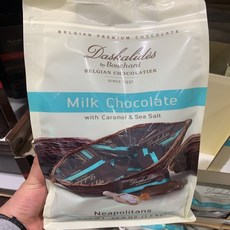 BELGIAN PREMIUM CHOCOLATE
Daskalidès
by Bouchard
BELGIAN CHOCOLATIER
Milk Chocolate
with Caramel & Sea Salt
Neapolitans